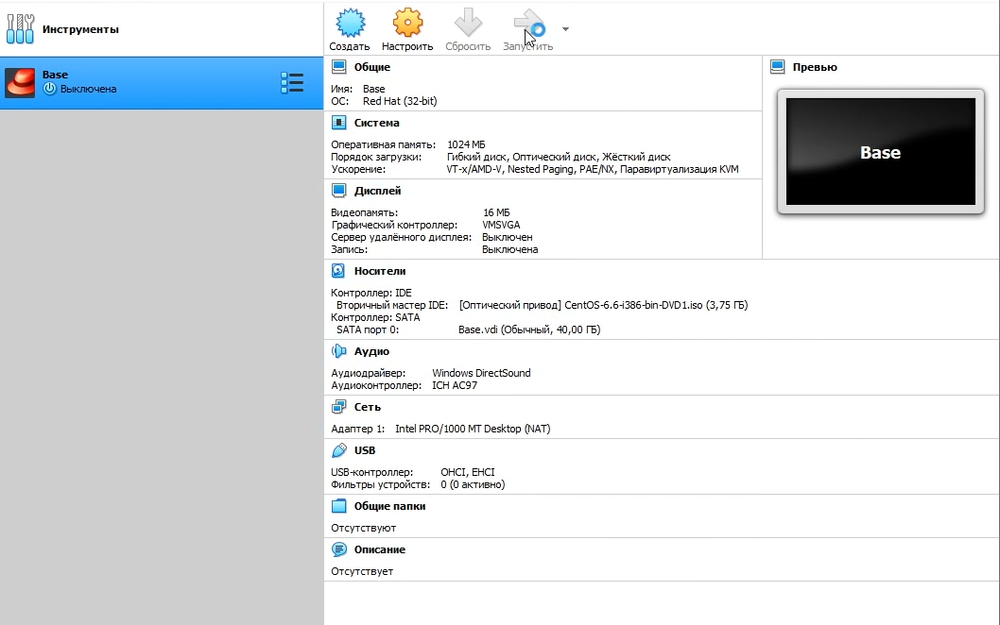 Инструменты
Создать Настроить Сбросить Запустить
Base
Выключена
Общие
Имя: Base
ОС: Red Hat (32-bit)
Система
Оперативная память: 1024 МБ
Порядок загрузки: Гибкий диск, Оптический диск, Жёсткий диск
Ускорение: VT-x/AMD-V, Nested Paging, PAE/NX, Паравиртуализация KVM
Дисплей
Видеопамять: 16 МБ
Графический контроллер: VMSVGA
Сервер удалённого дисплея: Выключен
Запись: Выключена
Превью
Base
Носители
Контроллер: IDE
Вторичный мастер IDE: [Оптический привод] CentOS-6.6-i386-bin-DVD1.iso (3,75 ГБ)
Контроллер: SATA
SATA порт 0: Base.vdi (Обычный, 40,00 ГБ)
Аудио
Аудиодрайвер: Windows DirectSound
Аудиоконтроллер: ICH AC97
Сеть
Адаптер 1: Intel PRO/1000 MT Desktop (NAT)
USB
USB-контроллер: OHCI, EHCI
Фильтры устройств: 0 (0 активно)
Общие папки
Отсутствуют
Описание
Отсутствует